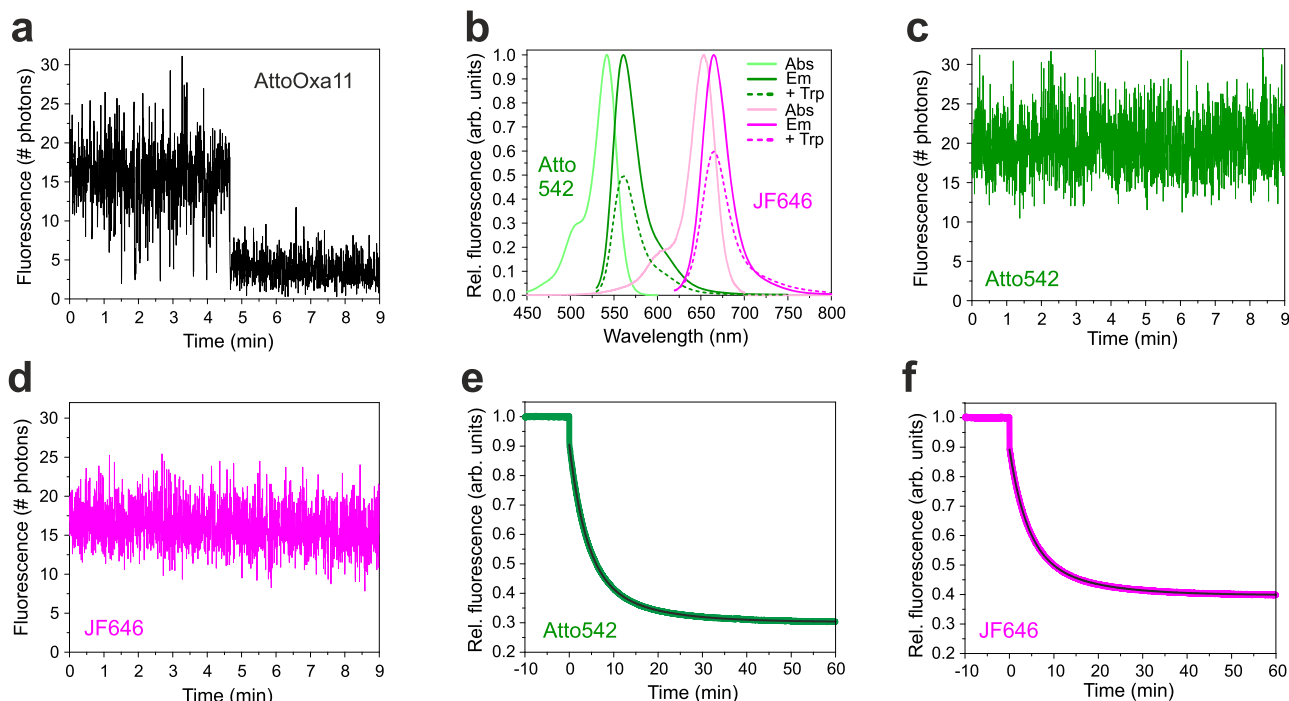 a
Fluorescence (# photons)
30
25
20
15
10
5
0
AttoOxa11
0 1 2 3 4 5 6 7 8 9
Time (min)
b
Rel. fluorescence (arb. units)
1.0
0.9
0.8
0.7
0.6
0.5
0.4
0.3
0.2
0.1
0.0
Abs
Em
+ Trp
Abs
Em
+ Trp
Atto
542
JF646
450 500 550 600 650 700 750 800
Wavelength (nm)
c
Fluorescence (# photons)
30
25
20
15
10
5
0
Atto542
0 1 2 3 4 5 6 7 8 9
Time (min)
d
Fluorescence (# photons)
30
25
20
15
10
5
0
JF646
0 1 2 3 4 5 6 7 8 9
Time (min)
e
Rel. fluorescence (arb. units)
1.0
0.9
0.8
0.7
0.6
0.5
0.4
0.3
0.2
Atto542
-10 0 10 20 30 40 50 60
Time (min)
f
Rel. fluorescence (arb. units)
1.0
0.9
0.8
0.7
0.6
0.5
0.4
0.3
0.2
JF646
-10 0 10 20 30 40 50 60
Time (min)